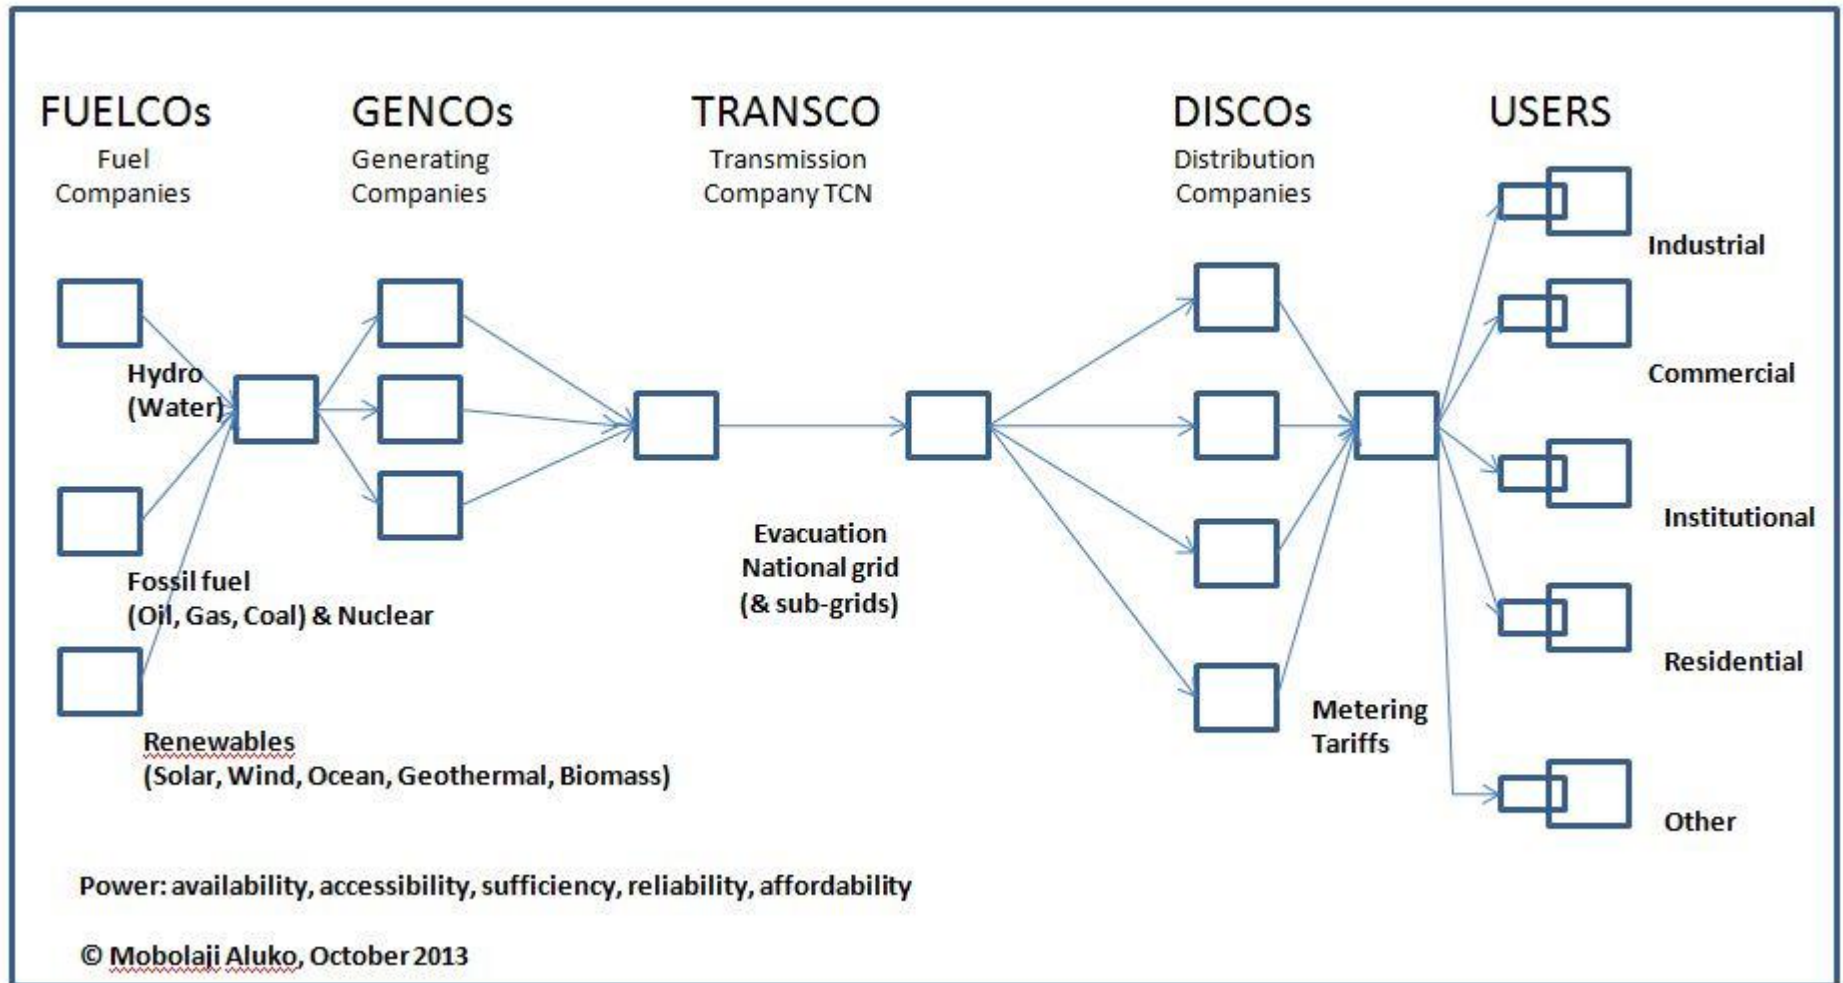 FUELCOs
Fuel
Companies
GENCOs
Generating
Companies
TRANSCO
Transmission
Company TCN
DISCOs
Distribution
Companies
USERS
Industrial
Commercial
Institutional
Residential
Other
Hydro
(Water)
Fossil fuel
(Oil, Gas, Coal) & Nuclear
Renewables
(Solar, Wind, Ocean, Geothermal, Biomass)
Evacuation
National grid
(& sub-grids)
Metering
Tariffs
Power: availability, accessibility, sufficiency, reliability, affordability
© Mobolaji Aluko, October 2013